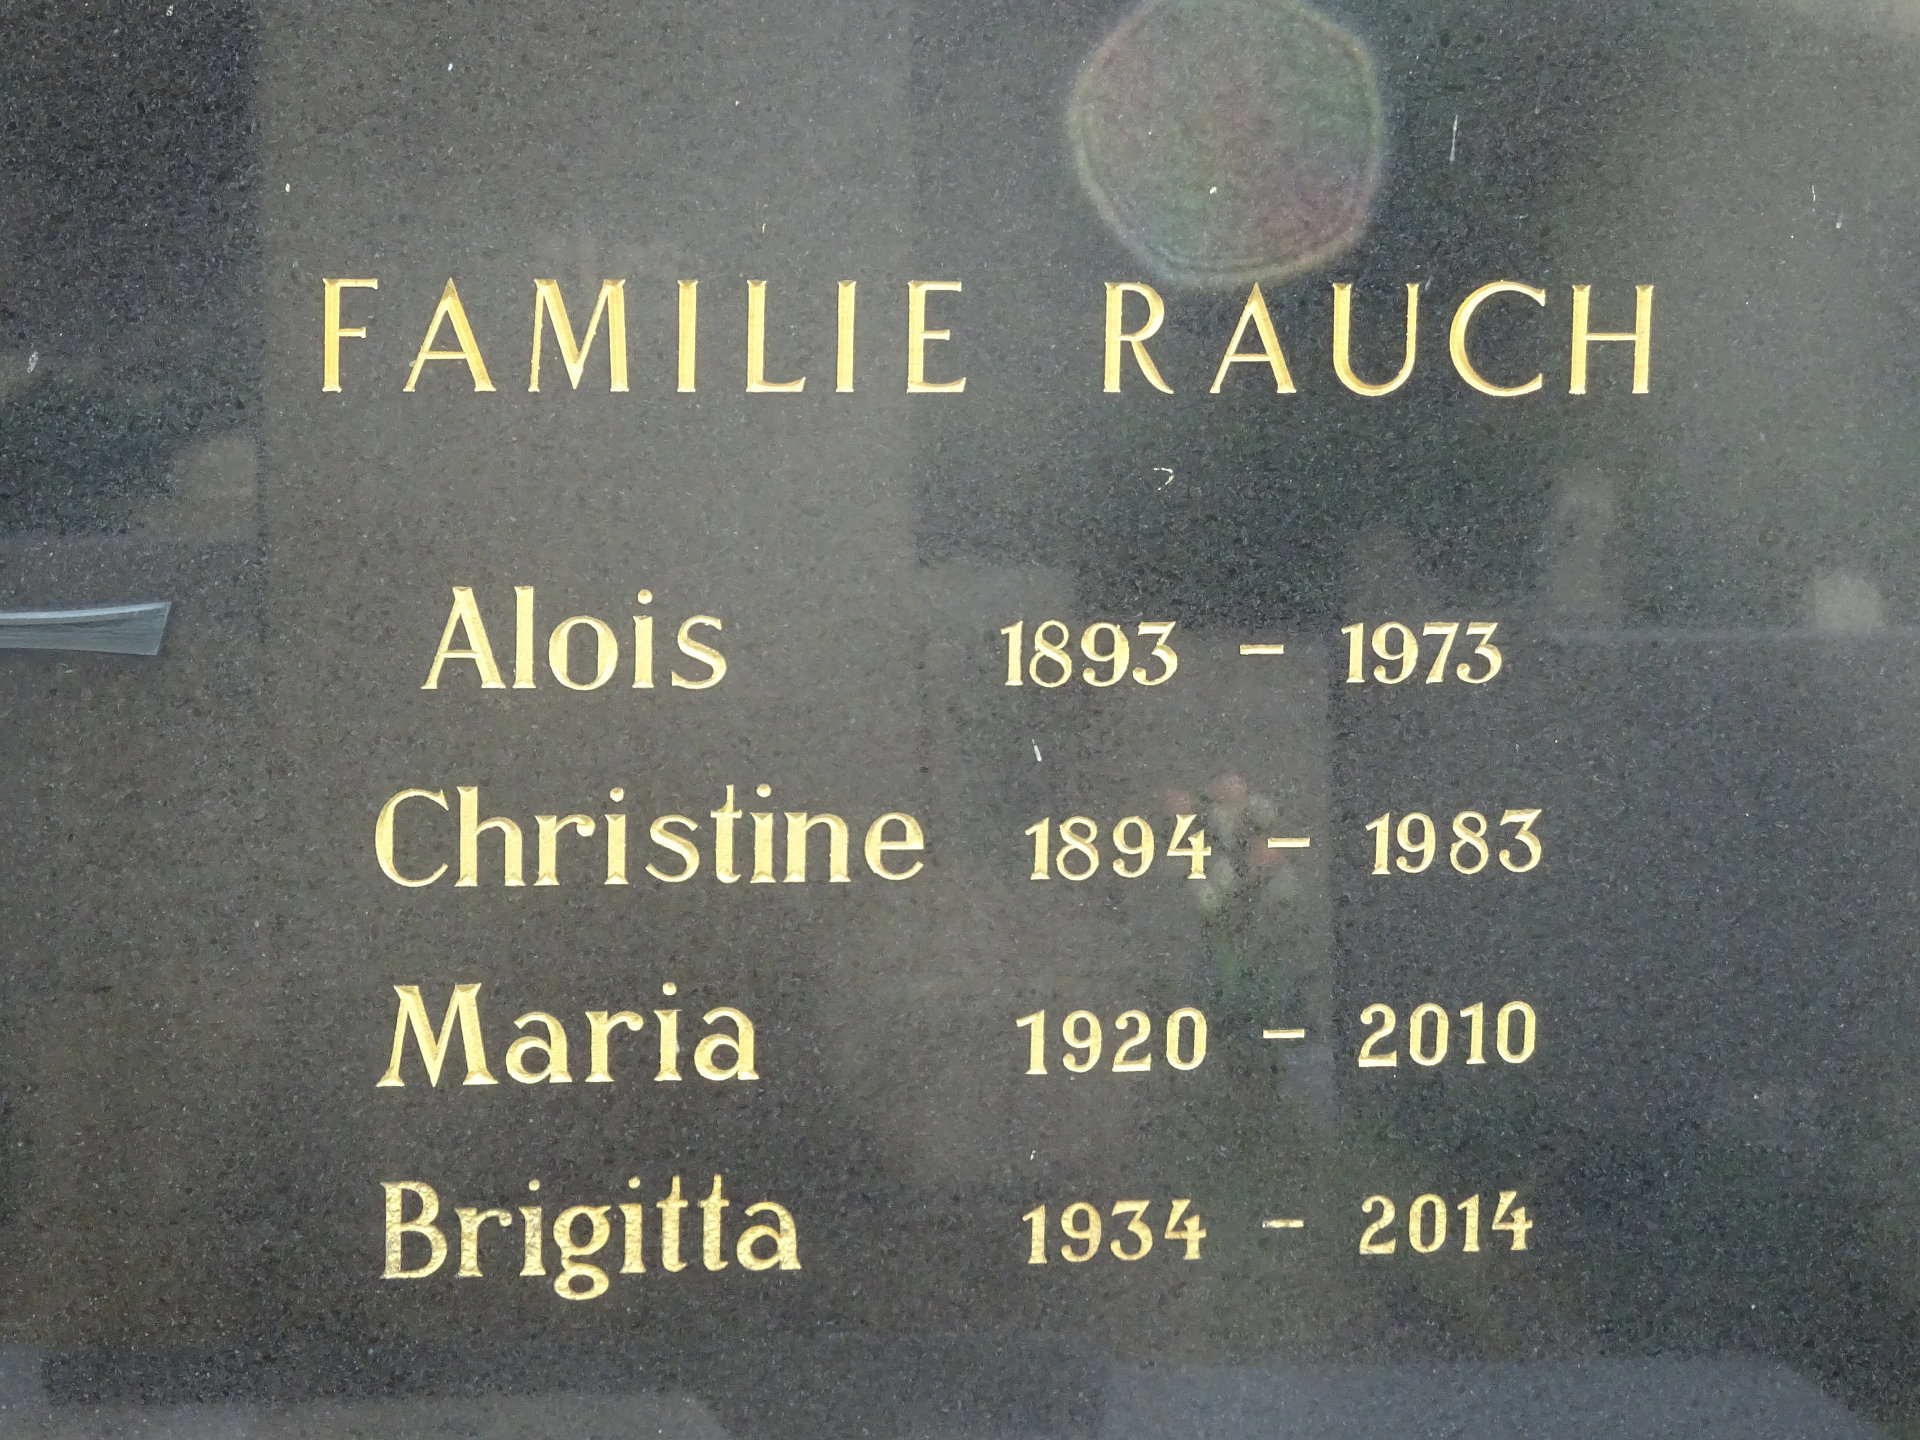 FAMILIE RAUCH
Alois 1893 – 1973
Christine 1894 – 1983
Maria 1920 – 2010
Brigitta 1934 – 2014